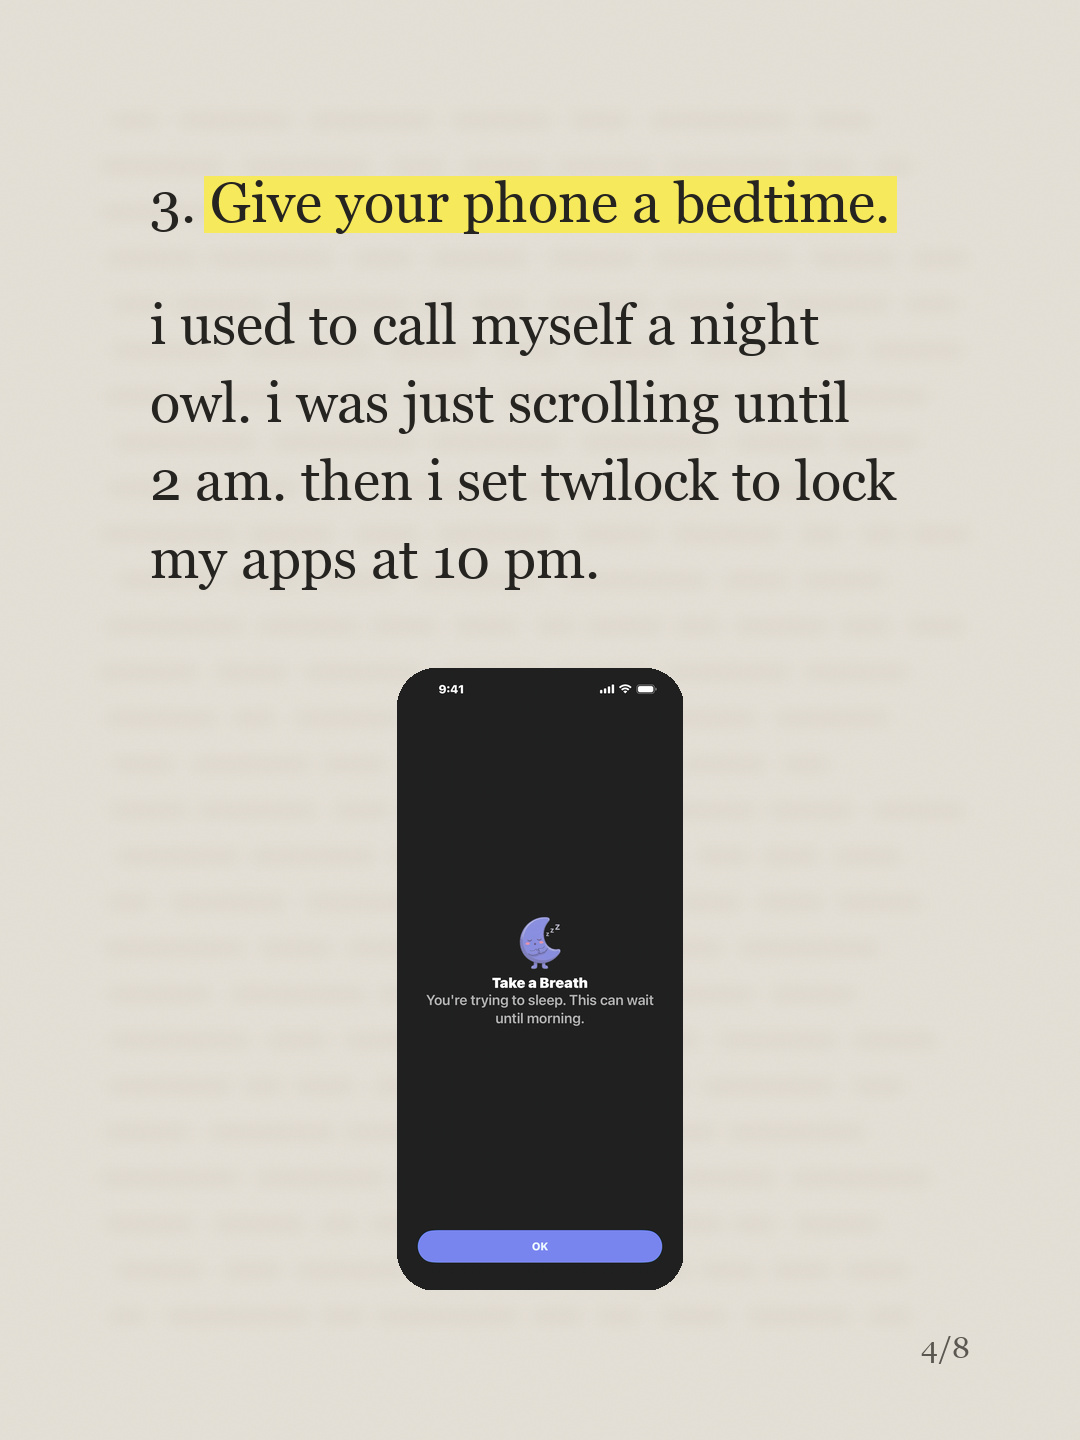 3. Give your phone a bedtime.
i used to call myself a night
owl. i was just scrolling until
2 am. then i set twilock to lock
my apps at 10 pm.
9:41
z z z
Take a Breath
You're trying to sleep. This can wait
until morning.
OK
4/8